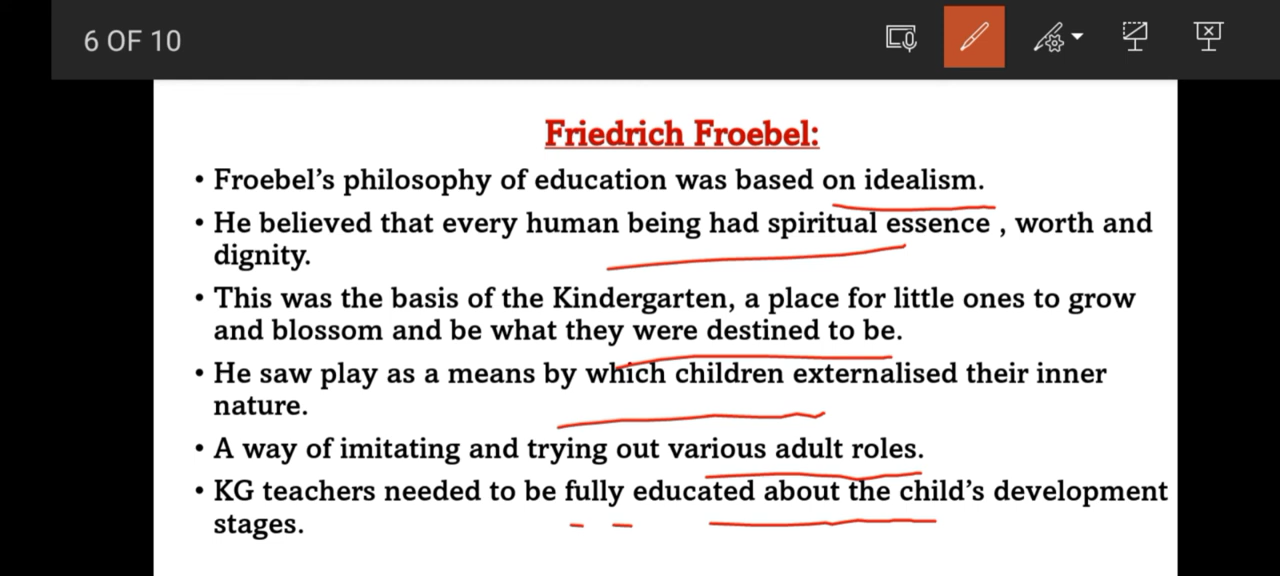 6 OF 10
Friedrich Froebel:
• Froebel's philosophy of education was based on idealism.
• He believed that every human being had spiritual essence , worth and
dignity.
• This was the basis of the Kindergarten, a place for little ones to grow
and blossom and be what they were destined to be.
• He saw play as a means by which children externalised their inner
nature.
• A way of imitating and trying out various adult roles.
• KG teachers needed to be fully educated about the child's development
stages.